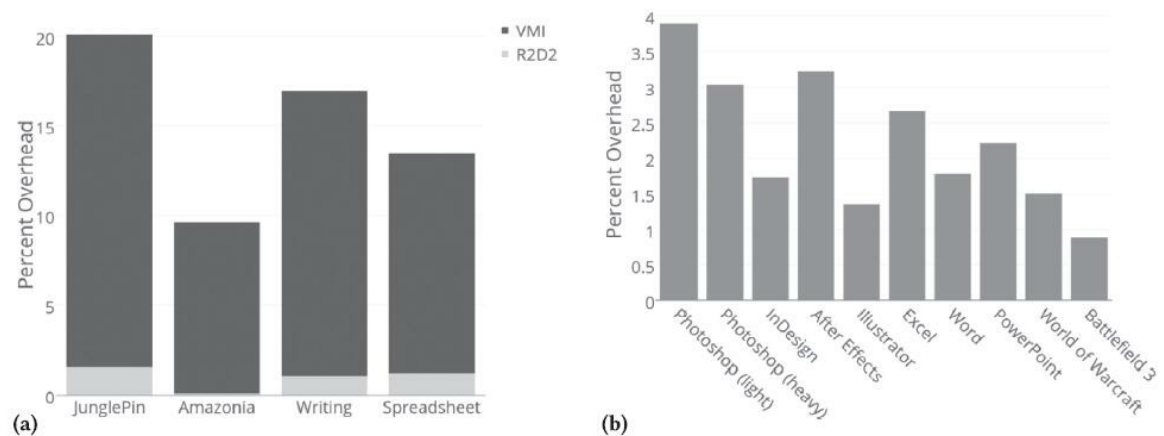 20
15
10
5
0
Percent Overhead
VMI
R2D2
JunglePin Amazonia Writing Spreadsheet
(a)
4
3.5
3
2.5
2
1.5
1
0.5
0
Percent Overhead
Photoshop (light)
Photoshop (heavy)
InDesign
After Effects
Illustrator
Excel
Word
PowerPoint
World of Warcraft
Battlefield 3
(b)